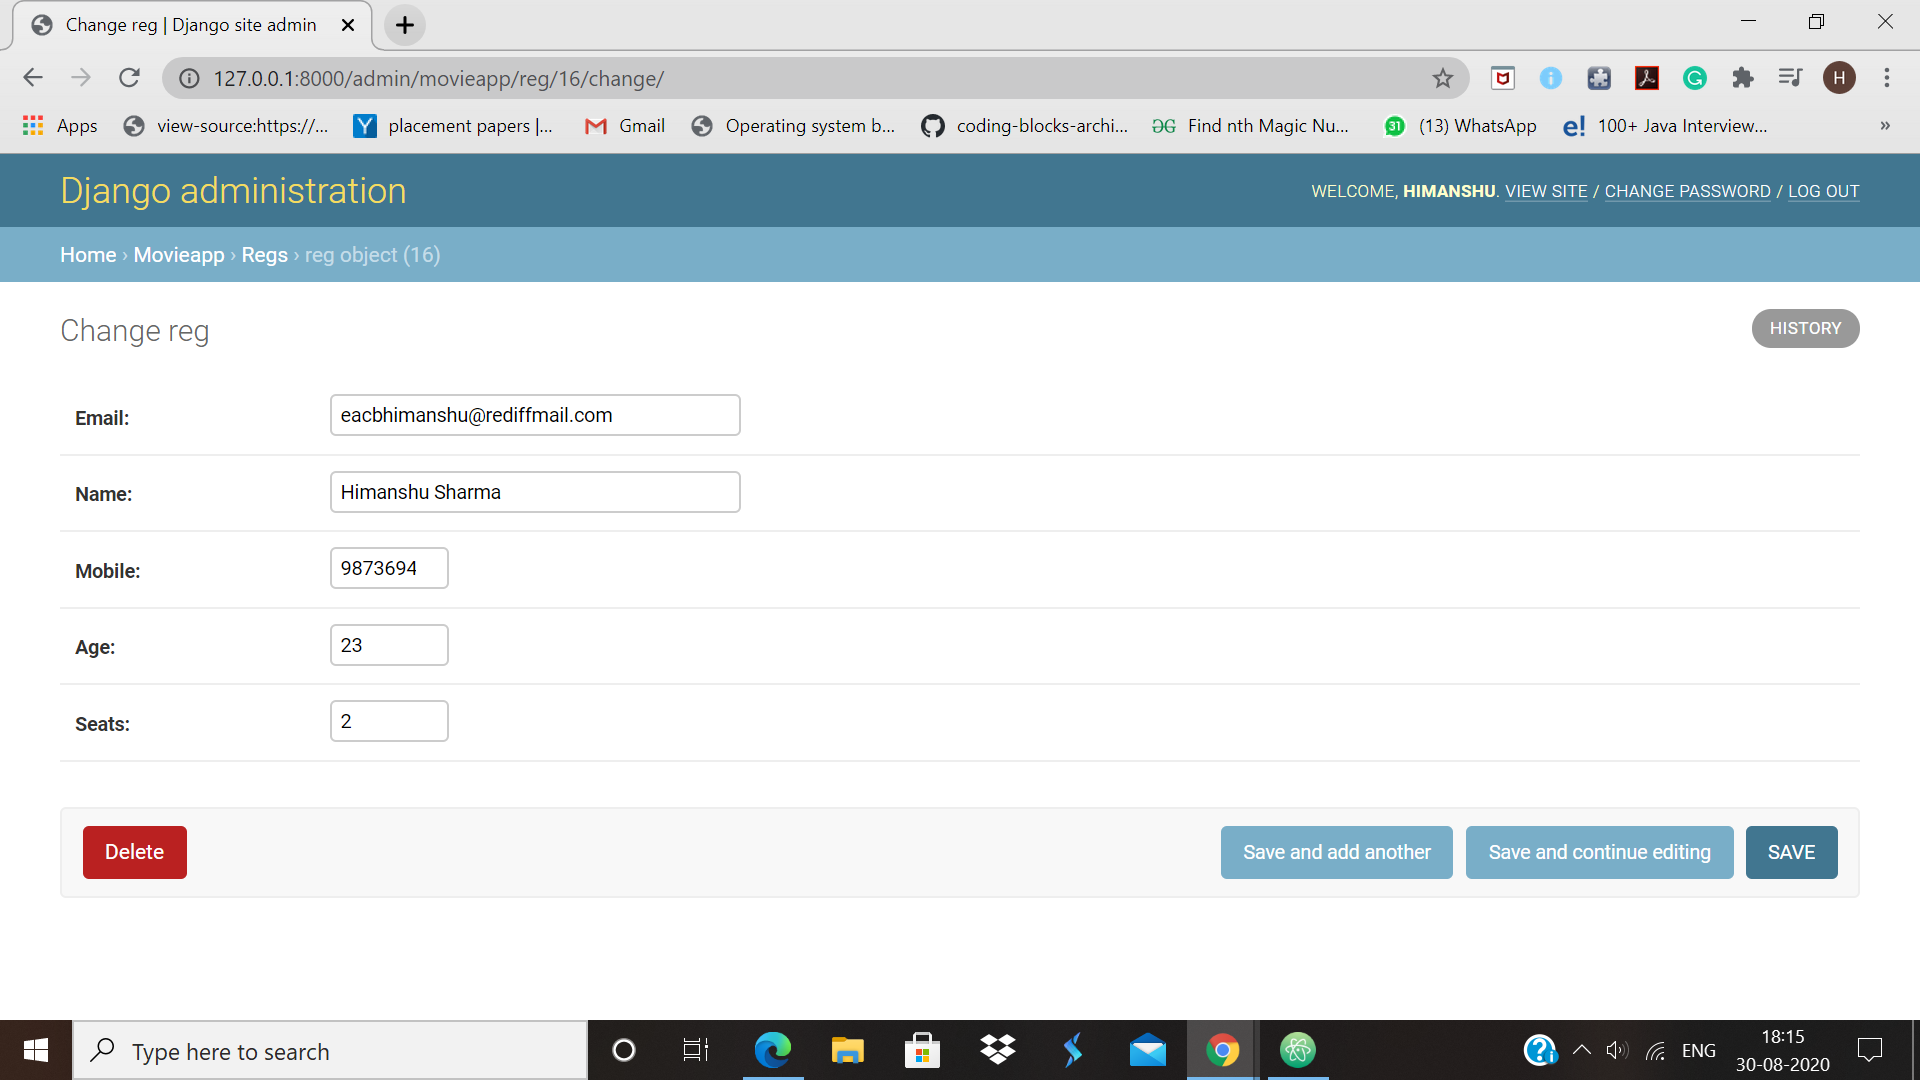 Change reg | Django site admin
127.0.0.1:8000/admin/movieapp/reg/16/change/
H
Apps view-source:https://... Y placement papers |... Gmail Operating system b... coding-blocks-archi... Find nth Magic Nu... 31 (13) WhatsApp e! 100+ Java Interview... »
Django administration
WELCOME, HIMANSHU. VIEW SITE / CHANGE PASSWORD / LOG OUT
Home › Movieapp › Regs › reg object (16)
Change reg
HISTORY
Email: eacbhimanshu@rediffmail.com
Name: Himanshu Sharma
Mobile: 9873694
Age: 23
Seats: 2
Delete Save and add another Save and continue editing SAVE
Type here to search
ENG
18:15
30-08-2020